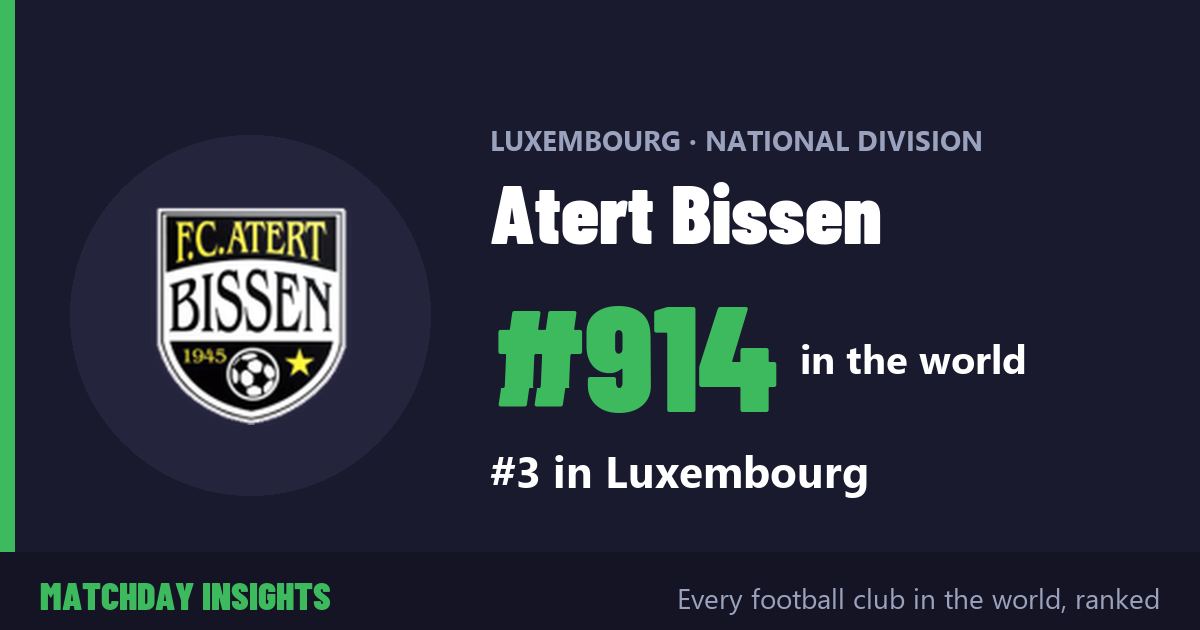 LUXEMBOURG · NATIONAL DIVISION
Atert Bissen
F.C. ATERT
BISSEN
1945
#914 in the world
#3 in Luxembourg
MATCHDAY INSIGHTS
Every football club in the world, ranked